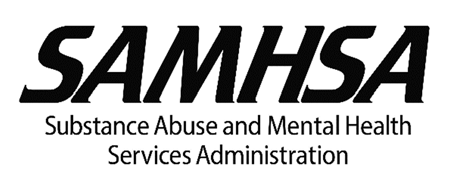 SAMHSA
Substance Abuse and Mental Health
Services Administration